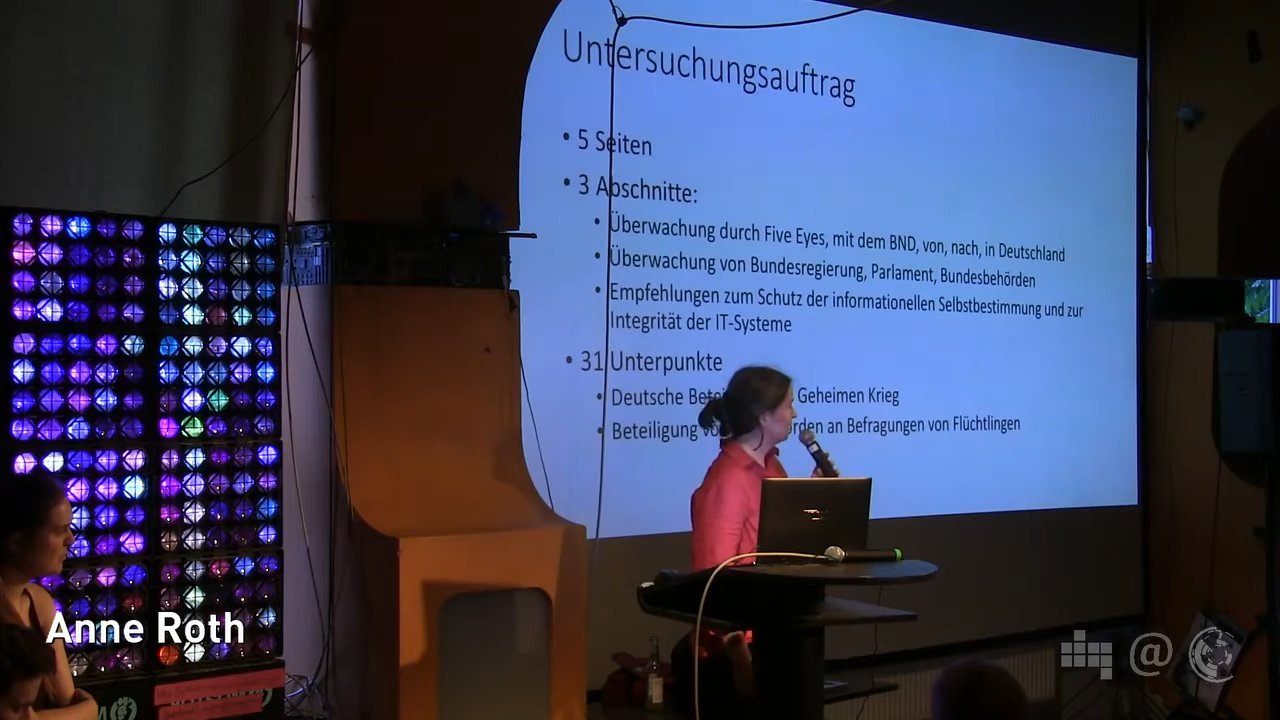 Untersuchungsauftrag
• 5 Seiten
• 3 Abschnitte:
• Überwachung durch Five Eyes, mit dem BND, von, nach, in Deutschland
• Überwachung von Bundesregierung, Parlament, Bundesbehörden
• Empfehlungen zum Schutz der informationellen Selbstbestimmung und zur
Integrität der IT-Systeme
• 31 Unterpunkte
• Deutsche Geheimen Krieg
• Beteiligung an Befragungen von Flüchtlingen
Anne Roth
@